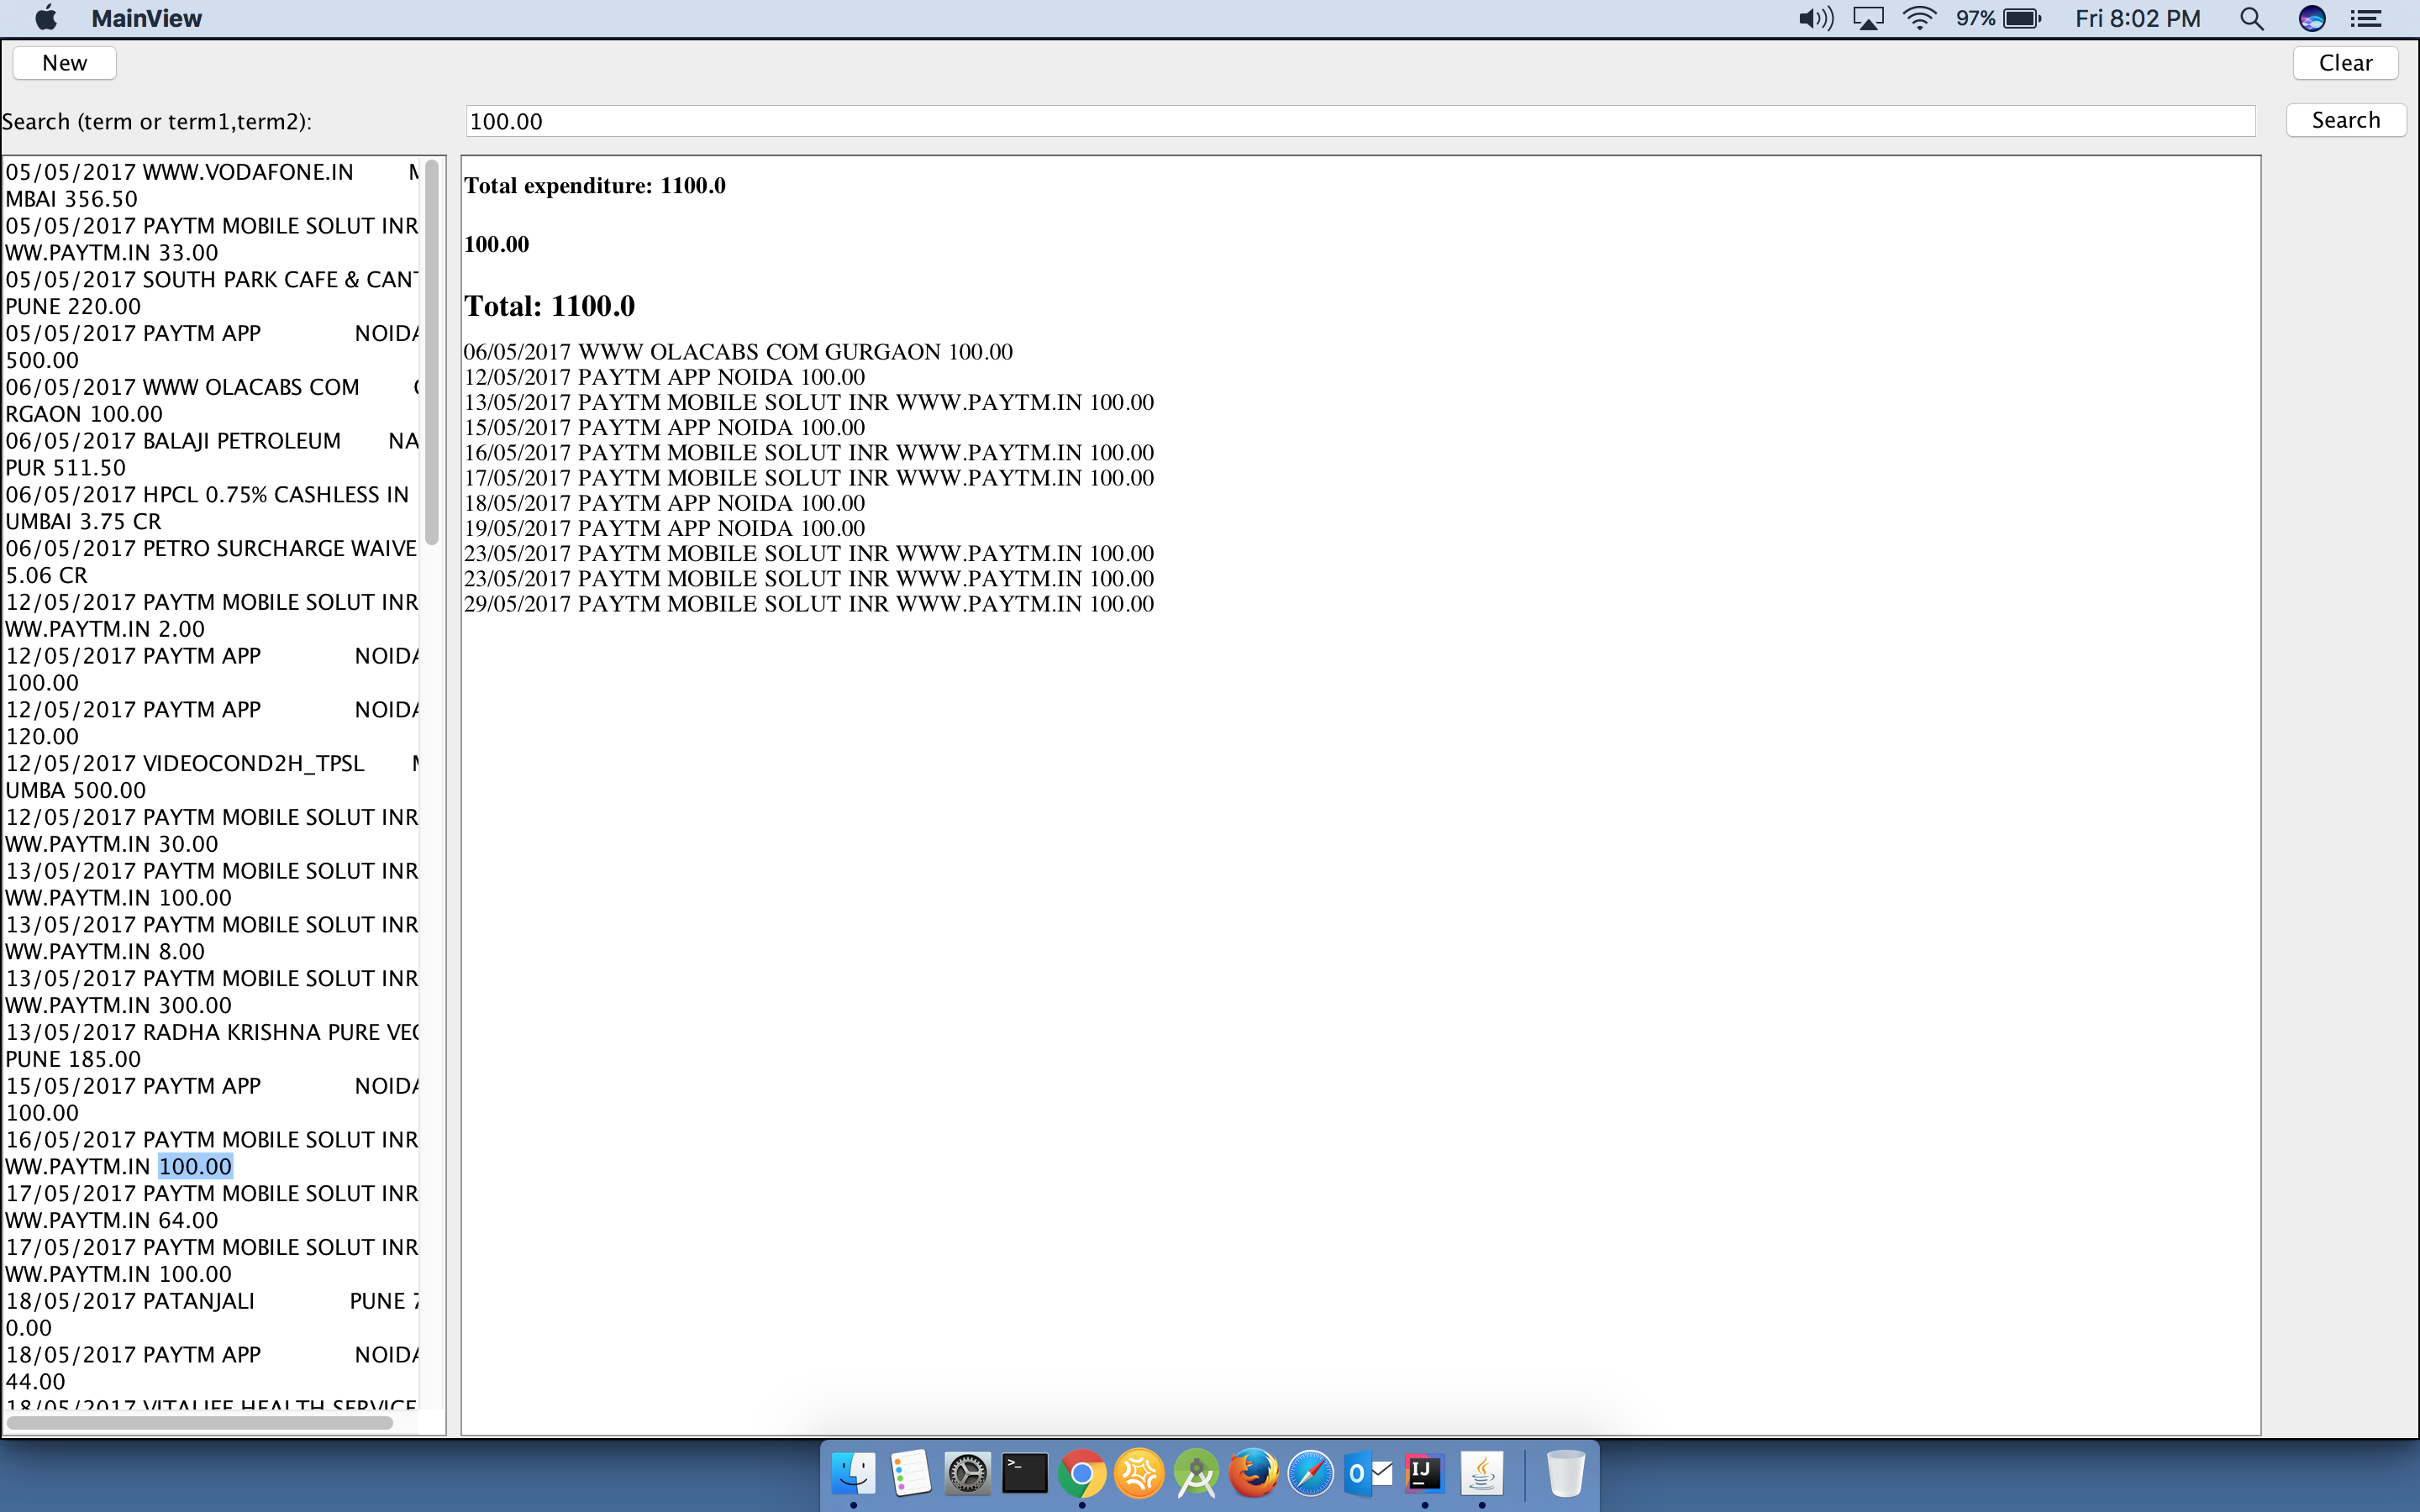 MainView
97%
Fri 8:02 PM
New
Clear
Search (term or term1,term2):
100.00
Search
05/05/2017 WWW.VODAFONE.IN
MBAI 356.50
05/05/2017 PAYTM MOBILE SOLUT INR
WW.PAYTM.IN 33.00
05/05/2017 SOUTH PARK CAFE & CANT
PUNE 220.00
05/05/2017 PAYTM APP NOIDA
500.00
06/05/2017 WWW OLACABS COM
RGAON 100.00
06/05/2017 BALAJI PETROLEUM NA
PUR 511.50
06/05/2017 HPCL 0.75% CASHLESS IN
UMBAI 3.75 CR
06/05/2017 PETRO SURCHARGE WAIVE
5.06 CR
12/05/2017 PAYTM MOBILE SOLUT INR
WW.PAYTM.IN 2.00
12/05/2017 PAYTM APP NOIDA
100.00
12/05/2017 PAYTM APP NOIDA
120.00
12/05/2017 VIDEOCOND2H_TPSL M
UMBA 500.00
12/05/2017 PAYTM MOBILE SOLUT INR
WW.PAYTM.IN 30.00
13/05/2017 PAYTM MOBILE SOLUT INR
WW.PAYTM.IN 100.00
13/05/2017 PAYTM MOBILE SOLUT INR
WW.PAYTM.IN 8.00
13/05/2017 PAYTM MOBILE SOLUT INR
WW.PAYTM.IN 300.00
13/05/2017 RADHA KRISHNA PURE VEG
PUNE 185.00
15/05/2017 PAYTM APP NOIDA
100.00
16/05/2017 PAYTM MOBILE SOLUT INR
WW.PAYTM.IN 100.00
17/05/2017 PAYTM MOBILE SOLUT INR
WW.PAYTM.IN 64.00
17/05/2017 PAYTM MOBILE SOLUT INR
WW.PAYTM.IN 100.00
18/05/2017 PATANJALI PUNE 7
0.00
18/05/2017 PAYTM APP NOIDA
44.00
18/05/2017 VITALIFE HEALTH SERVICE
Total expenditure: 1100.0
100.00
Total: 1100.0
06/05/2017 WWW OLACABS COM GURGAON 100.00
12/05/2017 PAYTM APP NOIDA 100.00
13/05/2017 PAYTM MOBILE SOLUT INR WWW.PAYTM.IN 100.00
15/05/2017 PAYTM APP NOIDA 100.00
16/05/2017 PAYTM MOBILE SOLUT INR WWW.PAYTM.IN 100.00
17/05/2017 PAYTM MOBILE SOLUT INR WWW.PAYTM.IN 100.00
18/05/2017 PAYTM APP NOIDA 100.00
19/05/2017 PAYTM APP NOIDA 100.00
23/05/2017 PAYTM MOBILE SOLUT INR WWW.PAYTM.IN 100.00
23/05/2017 PAYTM MOBILE SOLUT INR WWW.PAYTM.IN 100.00
29/05/2017 PAYTM MOBILE SOLUT INR WWW.PAYTM.IN 100.00
>_
O
IJ